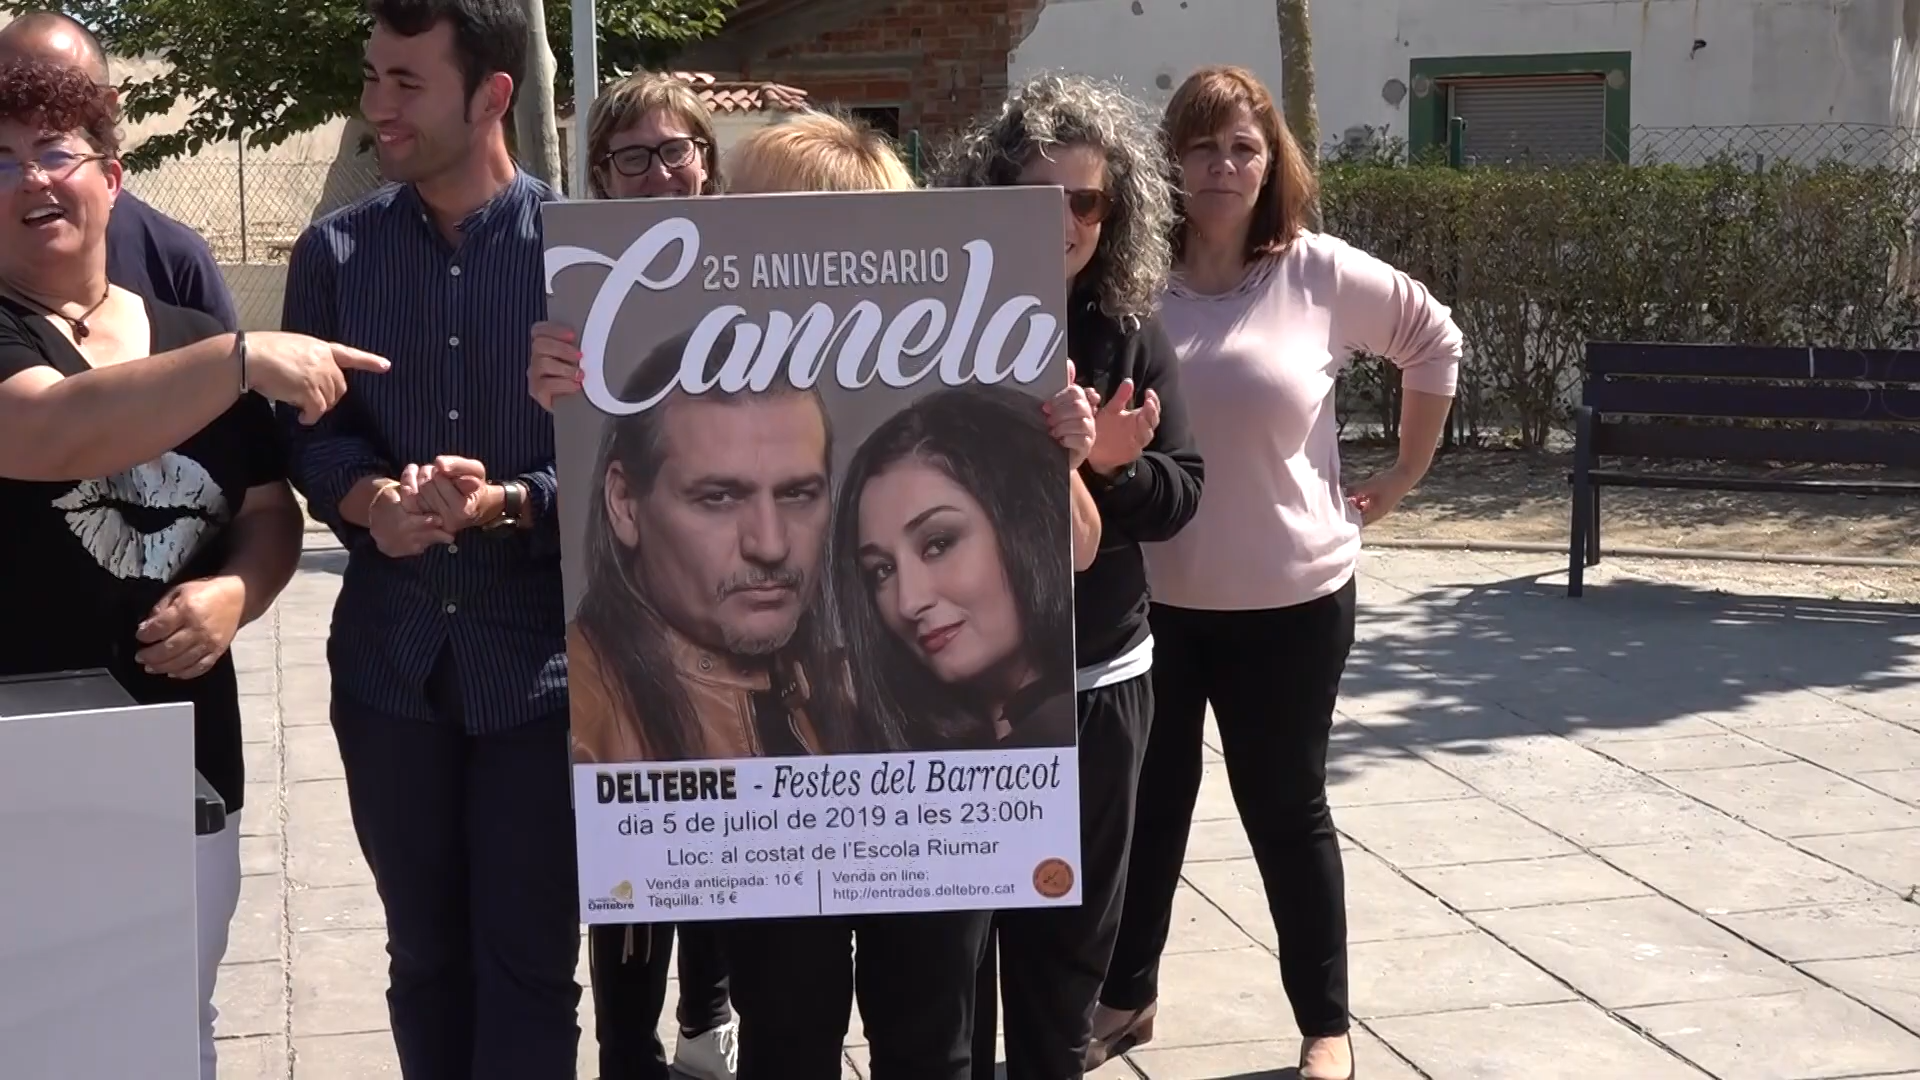 25 ANIVERSARIO
Camela
DELTEBRE - Festes del Barracot
dia 5 de juliol de 2019 a les 23:00h
Lloc: al costat de l'Escola Riumar
Venda anticipada: 10 €
Taquilla: 15 €
Venda on line:
http://entrades.deltebre.cat
Deltebre